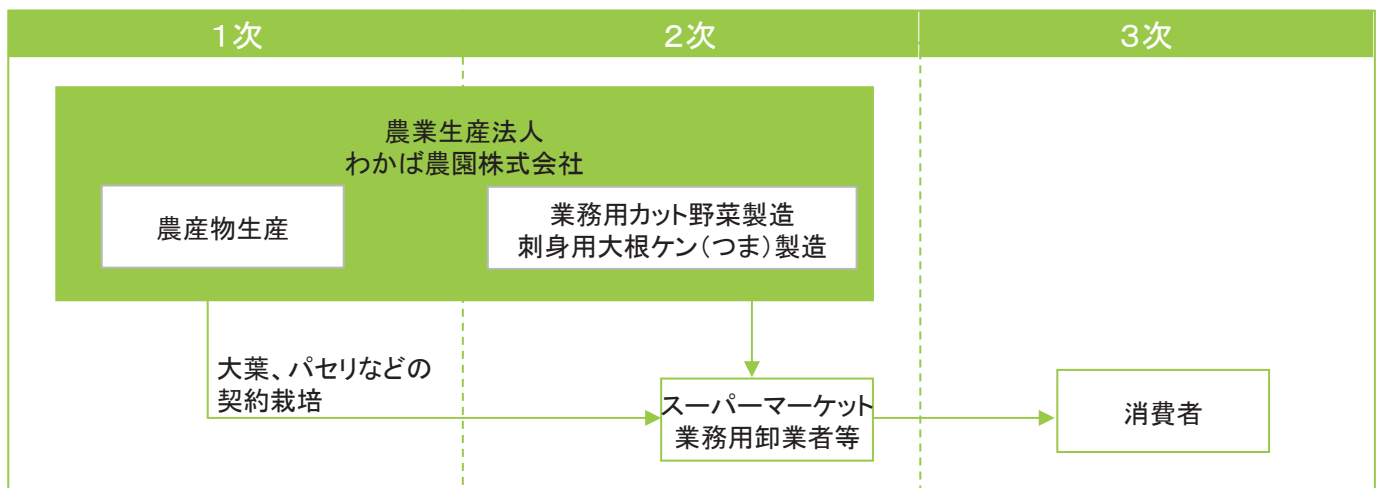 1次
2次
3次
農業生産法人
わかば農園株式会社
農産物生産
業務用カット野菜製造
刺身用大根ケン(つま)製造
大葉、パセリなどの
契約栽培
スーパーマーケット
業務用卸業者等
消費者